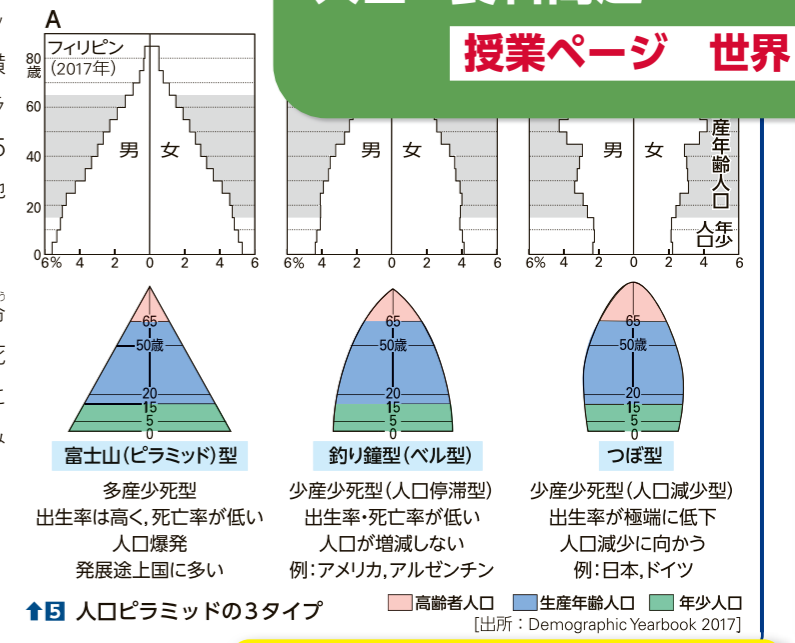 授業ページ 世界
A
フィリピン
(2017年)
80
歳
60
40
20
0
男 女
6% 4 2 0 2 4 6
男 女
6% 4 2 0 2 4 6
男 女
産年齢人口
年少人口
6% 4 2 0 2 4 6
65
50歳
20
15
5
0
富士山(ピラミッド)型
多産少死型
出生率は高く,死亡率が低い
人口爆発
発展途上国に多い
65
50歳
20
15
5
0
釣り鐘型(ベル型)
少産少死型(人口停滞型)
出生率・死亡率が低い
人口が増減しない
例:アメリカ,アルゼンチン
65
50歳
20
15
5
0
つぼ型
少産少死型(人口減少型)
出生率が極端に低下
人口減少に向かう
例:日本,ドイツ
⬆5 人口ピラミッドの3タイプ
高齢者人口 生産年齢人口 年少人口
[出所:Demographic Yearbook 2017]